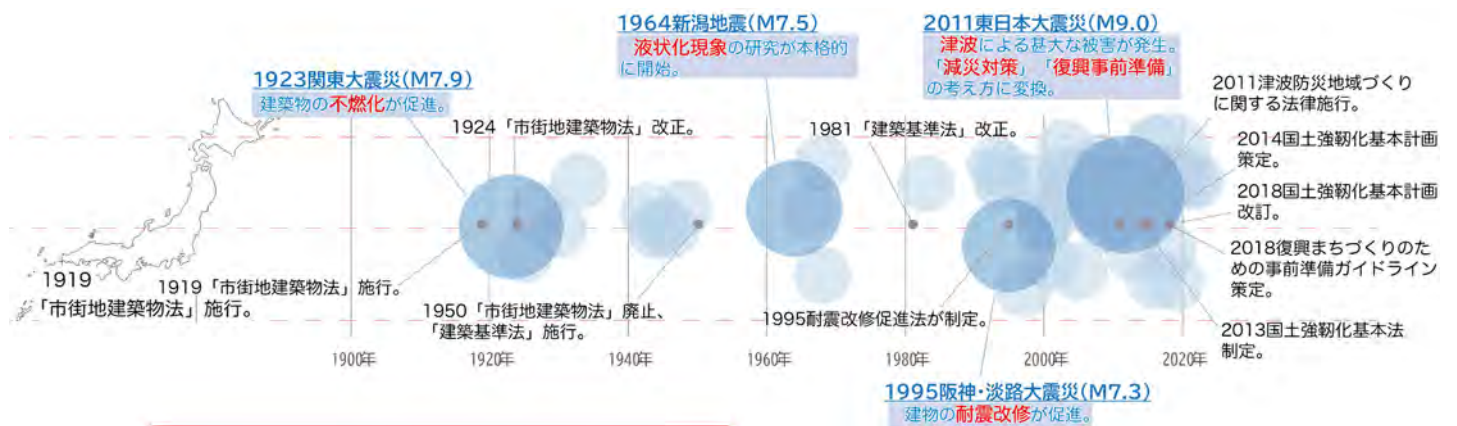 1964新潟地震(M7.5)
液状化現象の研究が本格的
に開始。
2011東日本大震災(M9.0)
津波による甚大な被害が発生。
「減災対策」「復興事前準備」
の考え方に変換。
1923関東大震災(M7.9)
建築物の不燃化が促進。
1924「市街地建築物法」改正。
1981「建築基準法」改正。
2011津波防災地域づくり
に関する法律施行。
2014国土強靱化基本計画
策定。
2018国土強靱化基本計画
改訂。
2018復興まちづくりのた
めの事前準備ガイドライン
策定。
2013国土強靱化基本法
制定。
1919
「市街地建築物法」施行。
1919「市街地建築物法」施行。
1950「市街地建築物法」廃止、
「建築基準法」施行。
1995耐震改修促進法が制定。
1900年
1920年
1940年
1960年
1980年
2000年
2020年
1995阪神・淡路大震災(M7.3)
建物の耐震改修が促進。